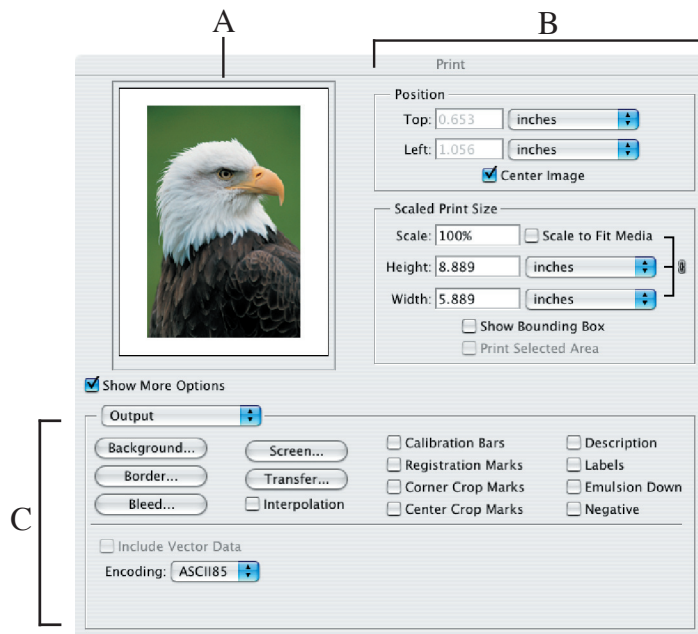 A
B
Print
Position
Top: 0.653 inches
Left: 1.056 inches
Center Image
Scaled Print Size
Scale: 100% Scale to Fit Media
Height: 8.889 inches
Width: 5.889 inches
Show Bounding Box
Print Selected Area
Show More Options
C
Output
Background... Screen... Calibration Bars Description
Border... Transfer... Registration Marks Labels
Bleed... Interpolation Corner Crop Marks Emulsion Down
Center Crop Marks Negative
Include Vector Data
Encoding: ASCII85